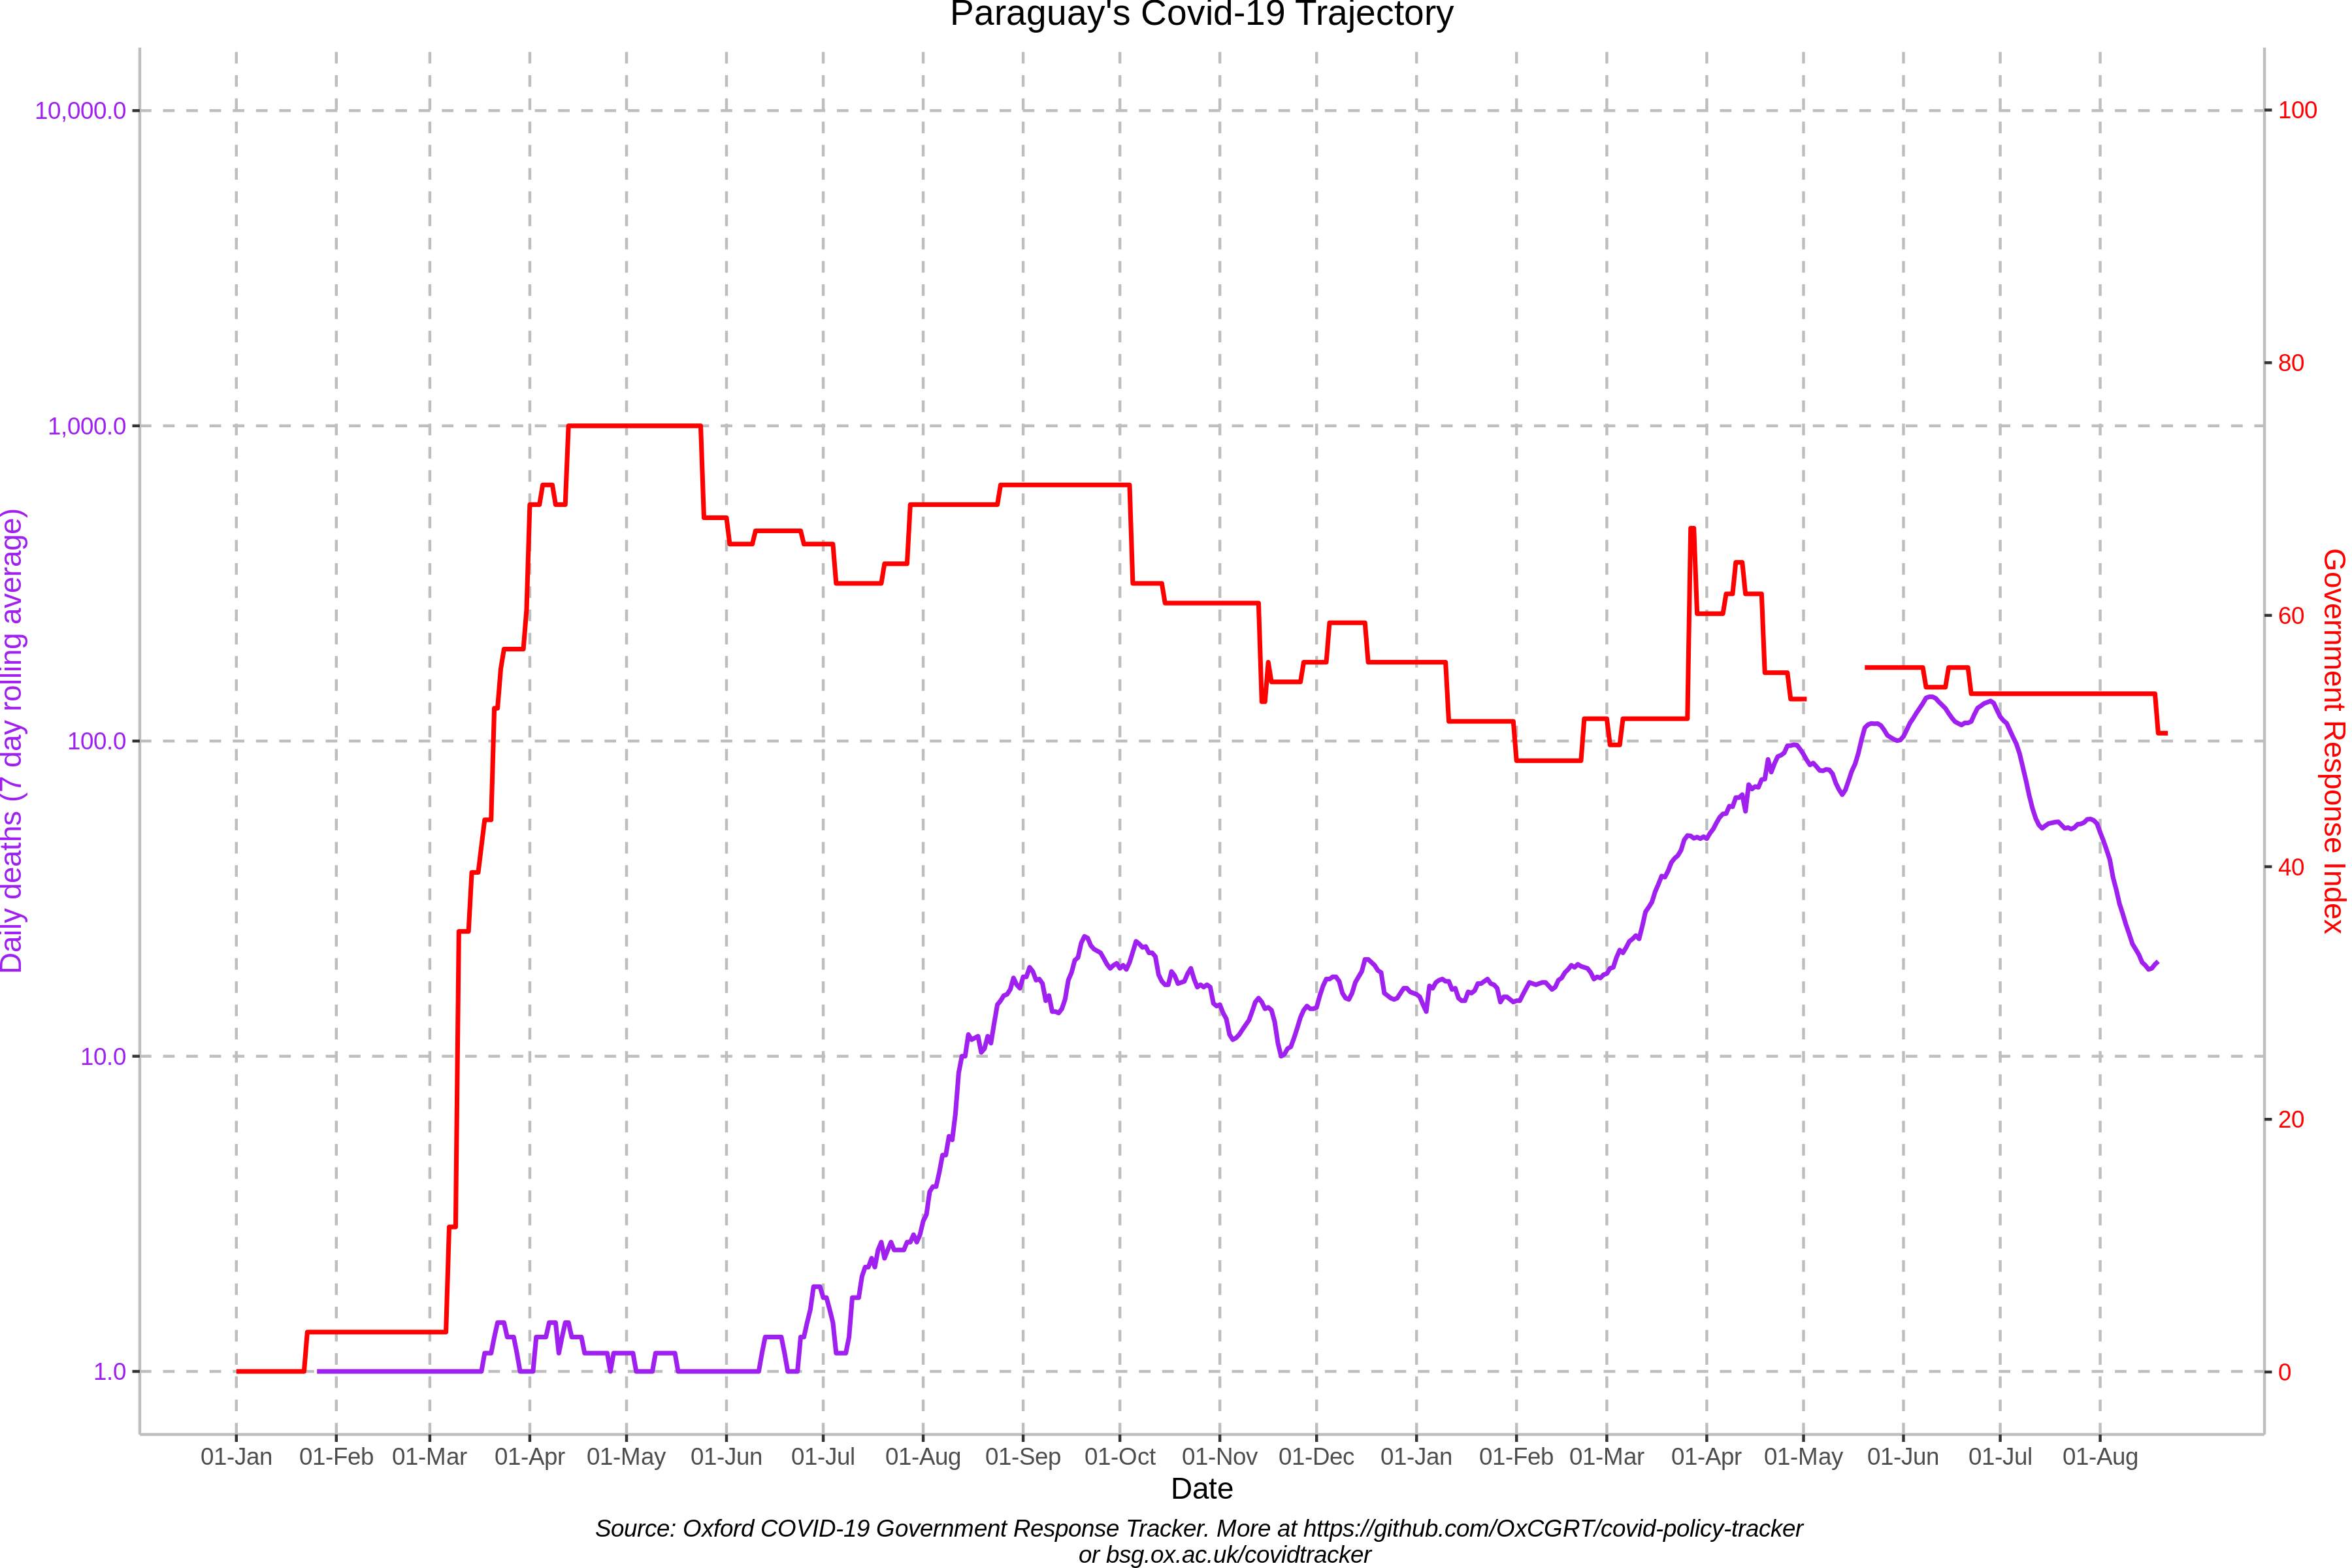 Paraguay's Covid-19 Trajectory
10,000.0
1,000.0
100.0
10.0
1.0
Daily deaths (7 day rolling average)
100
80
60
40
20
0
Government Response Index
01-Jan 01-Feb 01-Mar 01-Apr 01-May 01-Jun 01-Jul 01-Aug 01-Sep 01-Oct 01-Nov 01-Dec 01-Jan 01-Feb 01-Mar 01-Apr 01-May 01-Jun 01-Jul 01-Aug
Date
Source: Oxford COVID-19 Government Response Tracker. More at https://github.com/OxCGRT/covid-policy-tracker
or bsg.ox.ac.uk/covidtracker